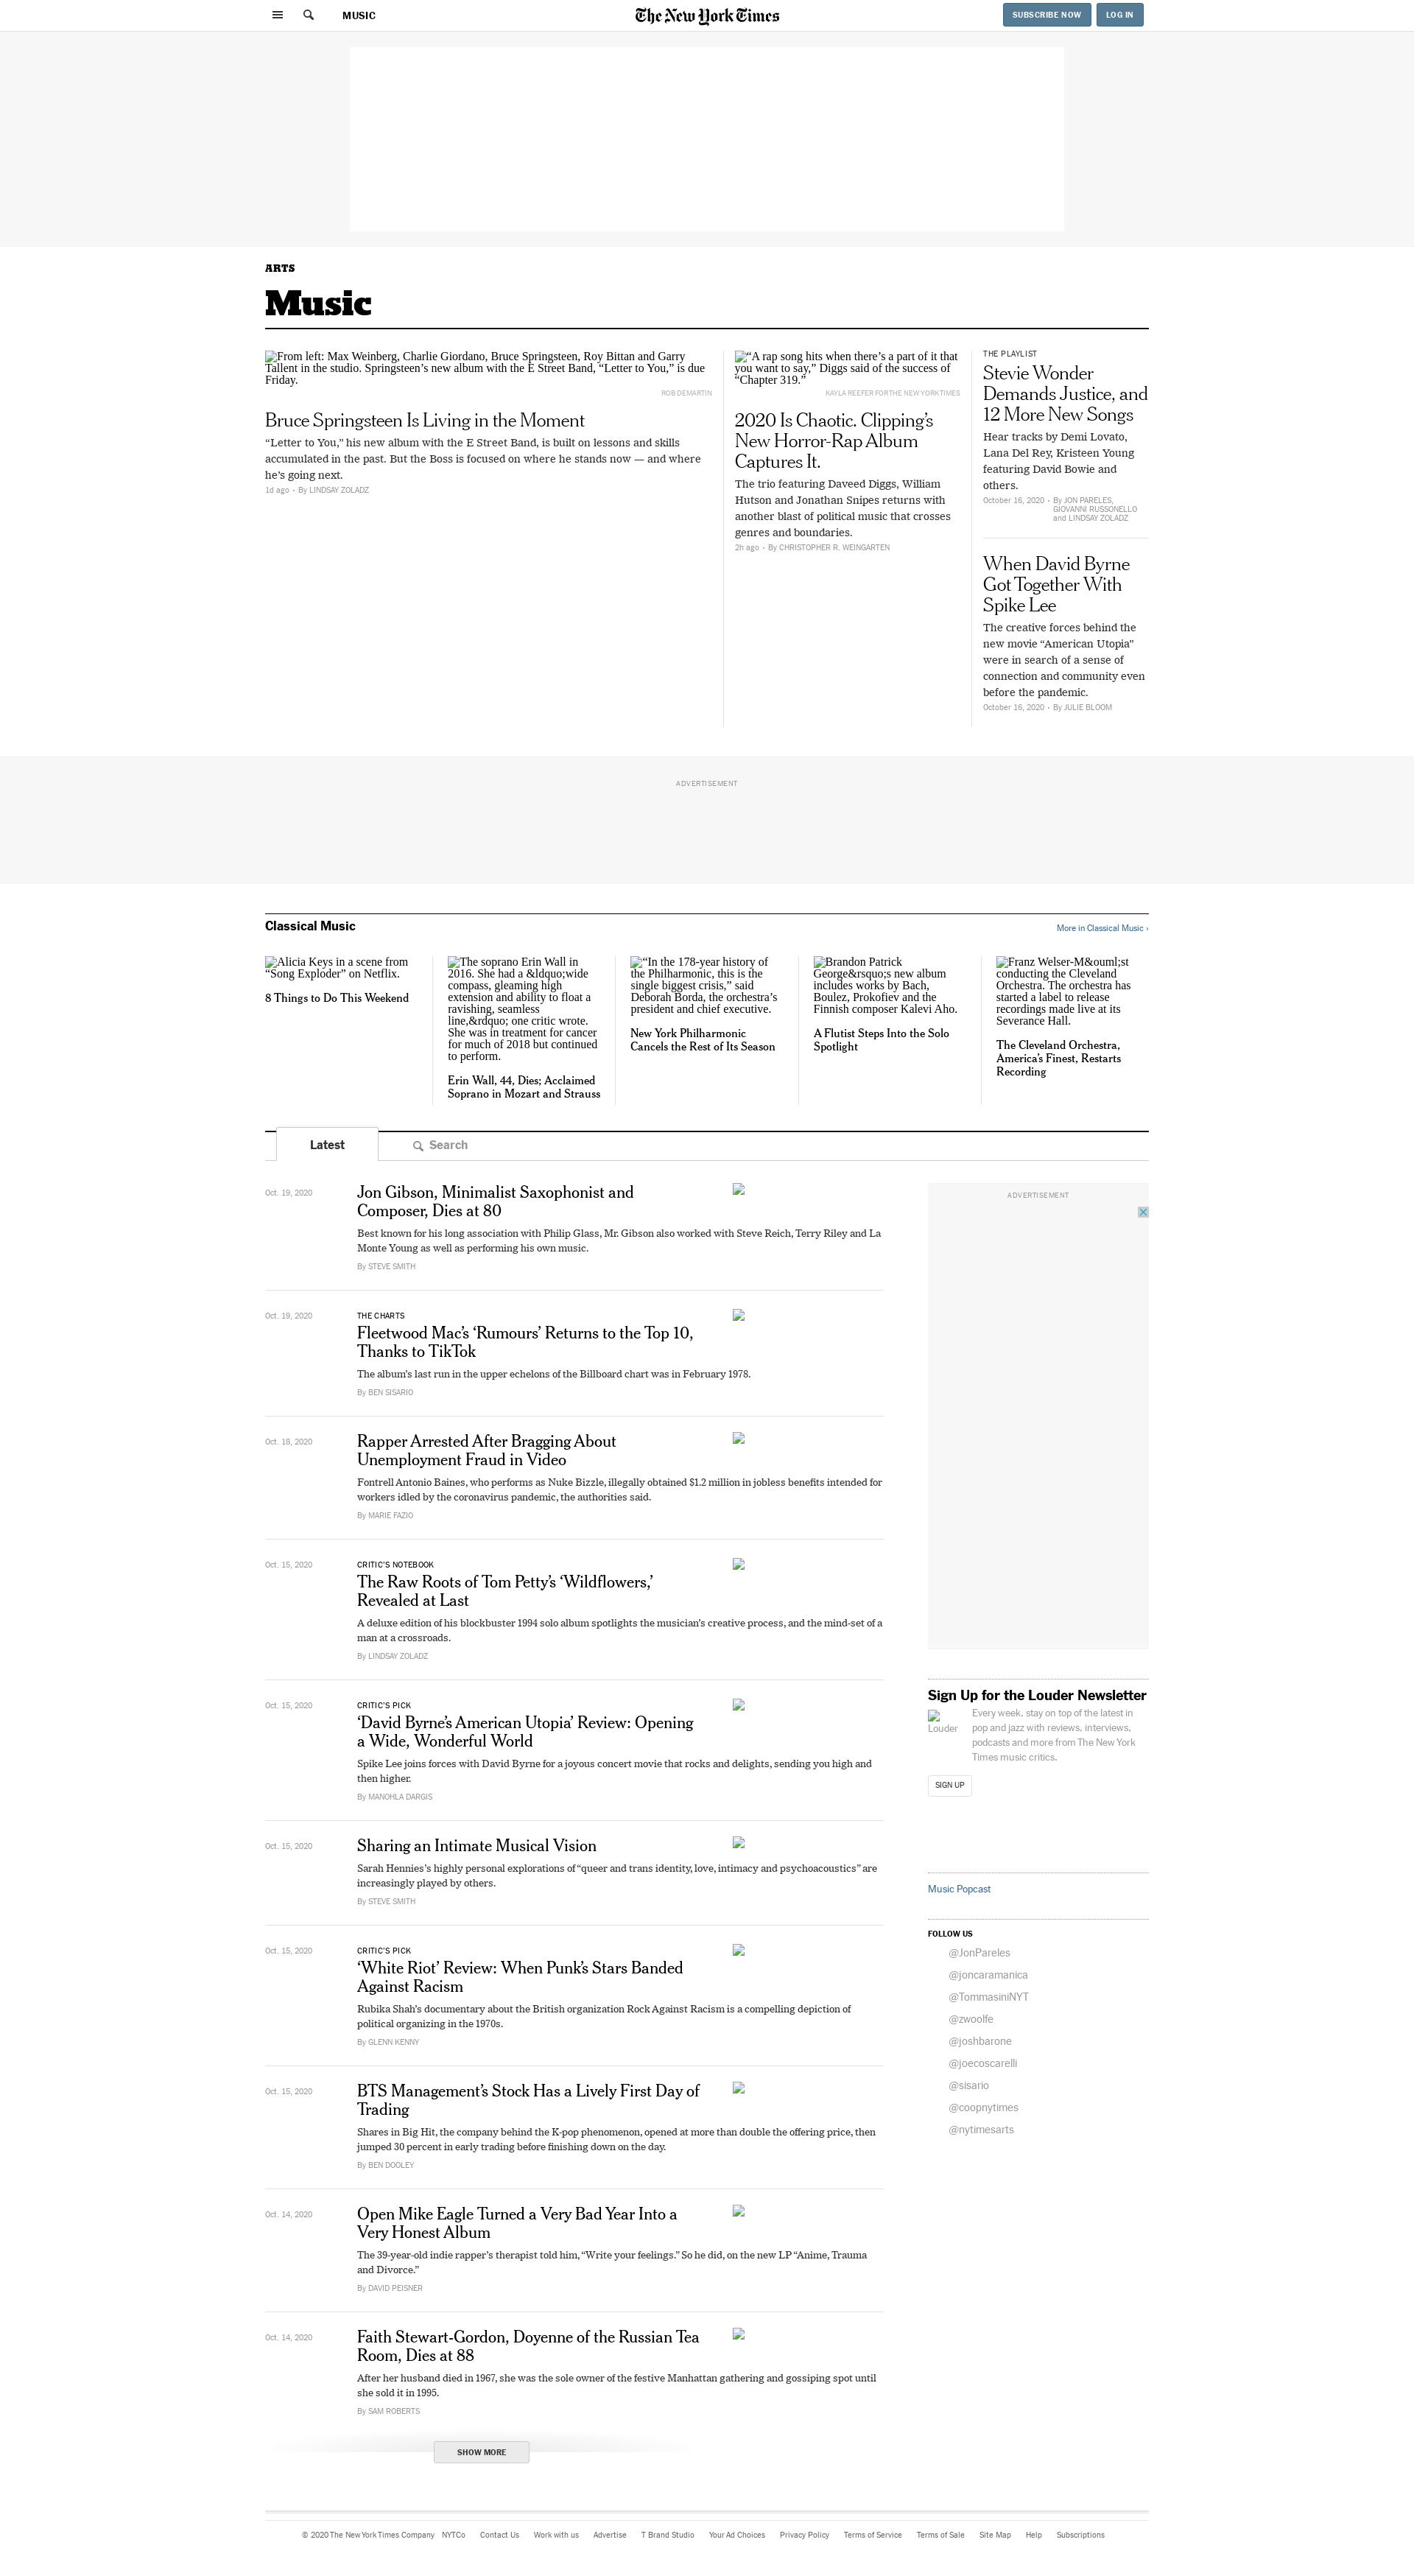 MUSIC
The New York Times
SUBSCRIBE NOW
LOG IN
ARTS
Music
From left: Max Weinberg, Charlie Giordano, Bruce Springsteen, Roy Bittan and Garry
Tallent in the studio. Springsteen’s new album with the E Street Band, “Letter to You,” is due
Friday.
ROB DEMARTIN
Bruce Springsteen Is Living in the Moment
“Letter to You,” his new album with the E Street Band, is built on lessons and skills
accumulated in the past. But the Boss is focused on where he stands now — and where
he’s going next.
1d ago • By LINDSAY ZOLADZ
“A rap song hits when there’s a part of it that
you want to say,” Diggs said of the success of
“Chapter 319.”
KAYLA REEFER FOR THE NEW YORK TIMES
2020 Is Chaotic. Clipping’s
New Horror-Rap Album
Captures It.
The trio featuring Daveed Diggs, William
Hutson and Jonathan Snipes returns with
another blast of political music that crosses
genres and boundaries.
2h ago • By CHRISTOPHER R. WEINGARTEN
THE PLAYLIST
Stevie Wonder
Demands Justice, and
12 More New Songs
Hear tracks by Demi Lovato,
Lana Del Rey, Kristeen Young
featuring David Bowie and
others.
October 16, 2020 • By JON PARELES,
GIOVANNI RUSSONELLO
and LINDSAY ZOLADZ
When David Byrne
Got Together With
Spike Lee
The creative forces behind the
new movie “American Utopia”
were in search of a sense of
connection and community even
before the pandemic.
October 16, 2020 • By JULIE BLOOM
ADVERTISEMENT
Classical Music
More in Classical Music ›
Alicia Keys in a scene from
“Song Exploder” on Netflix.
8 Things to Do This Weekend
The soprano Erin Wall in
2016. She had a &ldquo;wide
compass, gleaming high
extension and ability to float a
ravishing, seamless
line,&rdquo; one critic wrote.
She was in treatment for cancer
for much of 2018 but continued
to perform.
Erin Wall, 44, Dies; Acclaimed
Soprano in Mozart and Strauss
“In the 178-year history of
the Philharmonic, this is the
single biggest crisis,” said
Deborah Borda, the orchestra’s
president and chief executive.
New York Philharmonic
Cancels the Rest of Its Season
Brandon Patrick
George&rsquo;s new album
includes works by Bach,
Boulez, Prokofiev and the
Finnish composer Kalevi Aho.
A Flutist Steps Into the Solo
Spotlight
Franz Welser-M&ouml;st
conducting the Cleveland
Orchestra. The orchestra has
started a label to release
recordings made live at its
Severance Hall.
The Cleveland Orchestra,
America’s Finest, Restarts
Recording
Latest
Search
Oct. 19, 2020
Jon Gibson, Minimalist Saxophonist and
Composer, Dies at 80
Best known for his long association with Philip Glass, Mr. Gibson also worked with Steve Reich, Terry Riley and La
Monte Young as well as performing his own music.
By STEVE SMITH
Oct. 19, 2020
THE CHARTS
Fleetwood Mac’s ‘Rumours’ Returns to the Top 10,
Thanks to TikTok
The album’s last run in the upper echelons of the Billboard chart was in February 1978.
By BEN SISARIO
Oct. 18, 2020
Rapper Arrested After Bragging About
Unemployment Fraud in Video
Fontrell Antonio Baines, who performs as Nuke Bizzle, illegally obtained $1.2 million in jobless benefits intended for
workers idled by the coronavirus pandemic, the authorities said.
By MARIE FAZIO
Oct. 15, 2020
CRITIC’S NOTEBOOK
The Raw Roots of Tom Petty’s ‘Wildflowers,’
Revealed at Last
A deluxe edition of his blockbuster 1994 solo album spotlights the musician’s creative process, and the mind-set of a
man at a crossroads.
By LINDSAY ZOLADZ
Oct. 15, 2020
CRITIC’S PICK
‘David Byrne’s American Utopia’ Review: Opening
a Wide, Wonderful World
Spike Lee joins forces with David Byrne for a joyous concert movie that rocks and delights, sending you high and
then higher.
By MANOHLA DARGIS
Oct. 15, 2020
Sharing an Intimate Musical Vision
Sarah Hennies’s highly personal explorations of “queer and trans identity, love, intimacy and psychoacoustics” are
increasingly played by others.
By STEVE SMITH
Oct. 15, 2020
CRITIC’S PICK
‘White Riot’ Review: When Punk’s Stars Banded
Against Racism
Rubika Shah’s documentary about the British organization Rock Against Racism is a compelling depiction of
political organizing in the 1970s.
By GLENN KENNY
Oct. 15, 2020
BTS Management’s Stock Has a Lively First Day of
Trading
Shares in Big Hit, the company behind the K-pop phenomenon, opened at more than double the offering price, then
jumped 30 percent in early trading before finishing down on the day.
By BEN DOOLEY
Oct. 14, 2020
Open Mike Eagle Turned a Very Bad Year Into a
Very Honest Album
The 39-year-old indie rapper’s therapist told him, “Write your feelings.” So he did, on the new LP “Anime, Trauma
and Divorce.”
By DAVID PEISNER
Oct. 14, 2020
Faith Stewart-Gordon, Doyenne of the Russian Tea
Room, Dies at 88
After her husband died in 1967, she was the sole owner of the festive Manhattan gathering and gossiping spot until
she sold it in 1995.
By SAM ROBERTS
SHOW MORE
ADVERTISEMENT
Sign Up for the Louder Newsletter
Louder
Every week, stay on top of the latest in
pop and jazz with reviews, interviews,
podcasts and more from The New York
Times music critics.
SIGN UP
Music Popcast
FOLLOW US
@JonPareles
@joncaramanica
@TommasiniNYT
@zwoolfe
@joshbarone
@joecoscarelli
@sisario
@coopnytimes
@nytimesarts
© 2020 The New York Times Company NYTCo Contact Us Work with us Advertise T Brand Studio Your Ad Choices Privacy Policy Terms of Service Terms of Sale Site Map Help Subscriptions